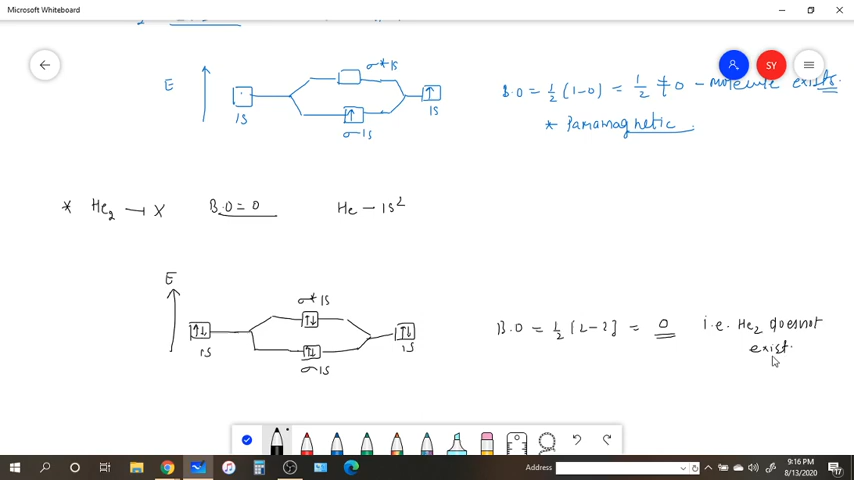 Microsoft Whiteboard
SY
E
σ*1s
1s
1s
σ1s
B.O = ½ (1-0) = ½ ≠ 0 - molecule exists.
* Paramagnetic
* He₂ → X B.O = 0 He - 1s²
E
σ*1s
1s
1s
σ1s
B.O = ½ [2-2] = 0 i.e. He₂ doesnot
exist.
Address
9:16 PM
8/13/2020
17